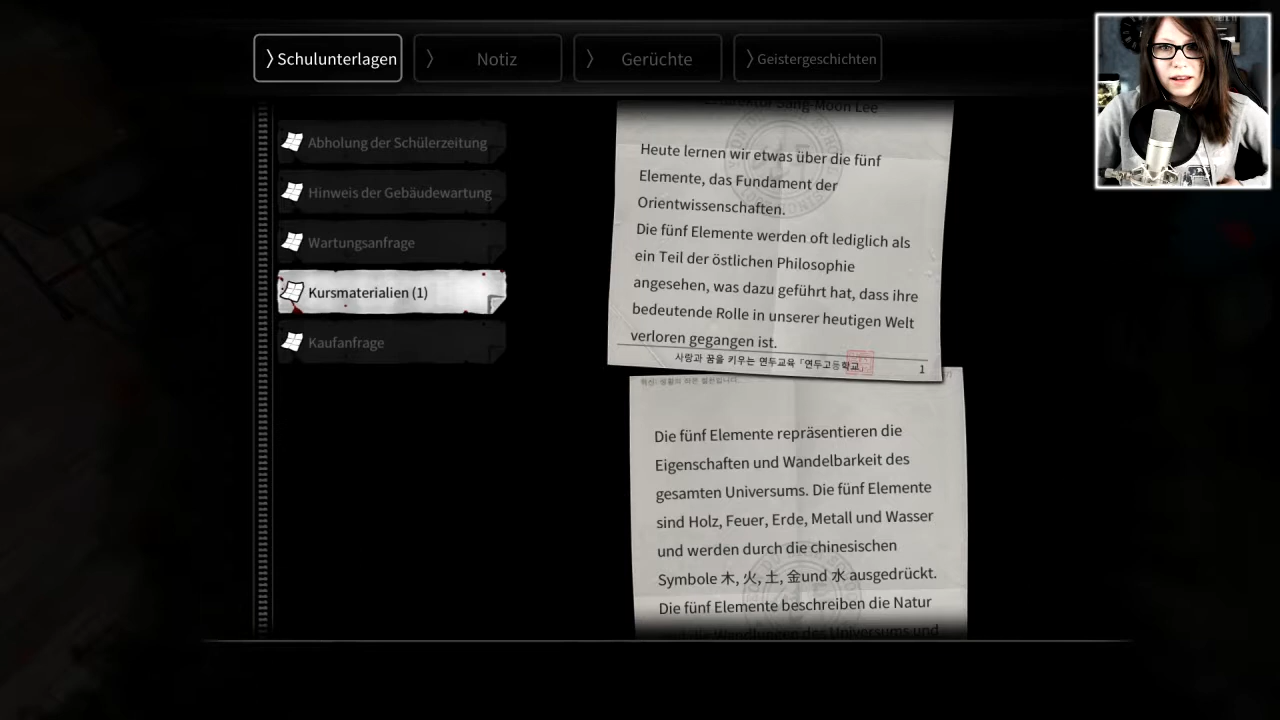 Schulunterlagen
Notiz
Gerüchte
Geistergeschichten
Abholung der Schülerzeitung
Hinweis der Gebäudewartung
Wartungsanfrage
Kursmaterialien (1)
Kaufanfrage
Sang Moon Lee
Heute lernen wir etwas über die fünf
Elemente, das Fundament der
Orientwissenschaften.
Die fünf Elemente werden oft lediglich als
ein Teil der östlichen Philosophie
angesehen, was dazu geführt hat, dass ihre
bedeutende Rolle in unserer heutigen Welt
verloren gegangen ist.
사랑과 꿈을 키우는 연두교육 「연두고등학교」
1
Die fünf Elemente repräsentieren die
Eigenschaften und Wandelbarkeit des
gesamten Universums. Die fünf Elemente
sind Holz, Feuer, Erde, Metall und Wasser
und werden durch die chinesischen
Symbole 木, 火, 土, 金und 水 ausgedrückt.
Die fünf Elemente beschreiben die Natur
des Universums und